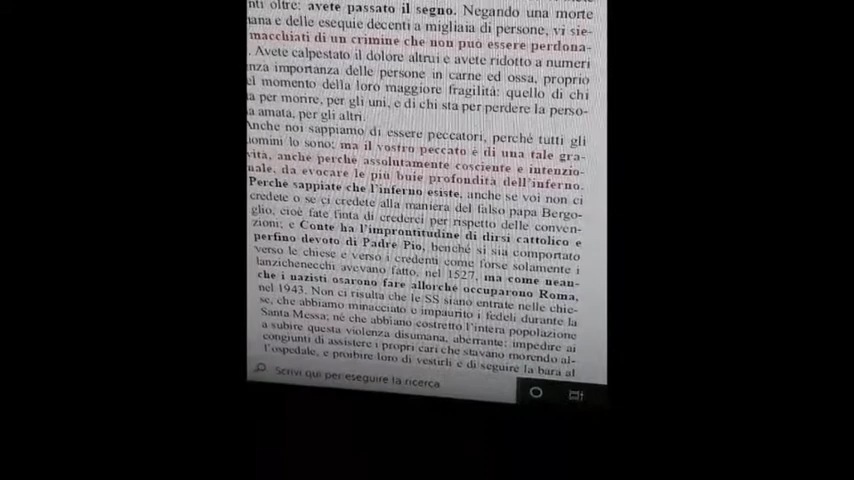 nti oltre; avete passato il segno. Negando una morte
ana e delle esequie decenti a migliaia di persone, vi sie-
macchiati di un crimine che non può essere perdona-
. Avete calpestato il dolore altrui e avete ridotto a numeri
nza importanza delle persone in carne ed ossa, proprio
el momento della loro maggiore fragilità: quello di chi
a per morire, per gli uni, e di chi sta per perdere la perso-
a amata, per gli altri.
Anche noi sappiamo di essere peccatori, perché tutti gli
uomini lo sono; ma il vostro peccato è di una tale gra-
vità, anche perché assolutamente cosciente e intenzio-
nale, da evocare le più buie profondità dell'inferno.
Perché sappiate che l'inferno esiste, anche se voi non ci
credete o se ci credete alla maniera del falso papa Bergo-
glio, cioè fate finta di crederci per rispetto delle conven-
zioni; e Conte ha l'improntitudine di dirsi cattolico e
perfino devoto di Padre Pio, benché si sia comportato
verso le chiese e verso i credenti come forse solamente i
lanzichenecchi avevano fatto, nel 1527, ma come nean-
che i nazisti osarono fare allorché occuparono Roma,
nel 1943. Non ci risulta che le SS siano entrate nelle chie-
se, che abbiamo minacciato e impaurito i fedeli durante la
Santa Messa; né che abbiano costretto l'intera popolazione
a subire questa violenza disumana, aberrante: impedire ai
congiunti di assistere i propri cari che stavano morendo al-
l'ospedale, e proibire loro di vestirli e di seguire la bara al
Scrivi qui per eseguire la ricerca